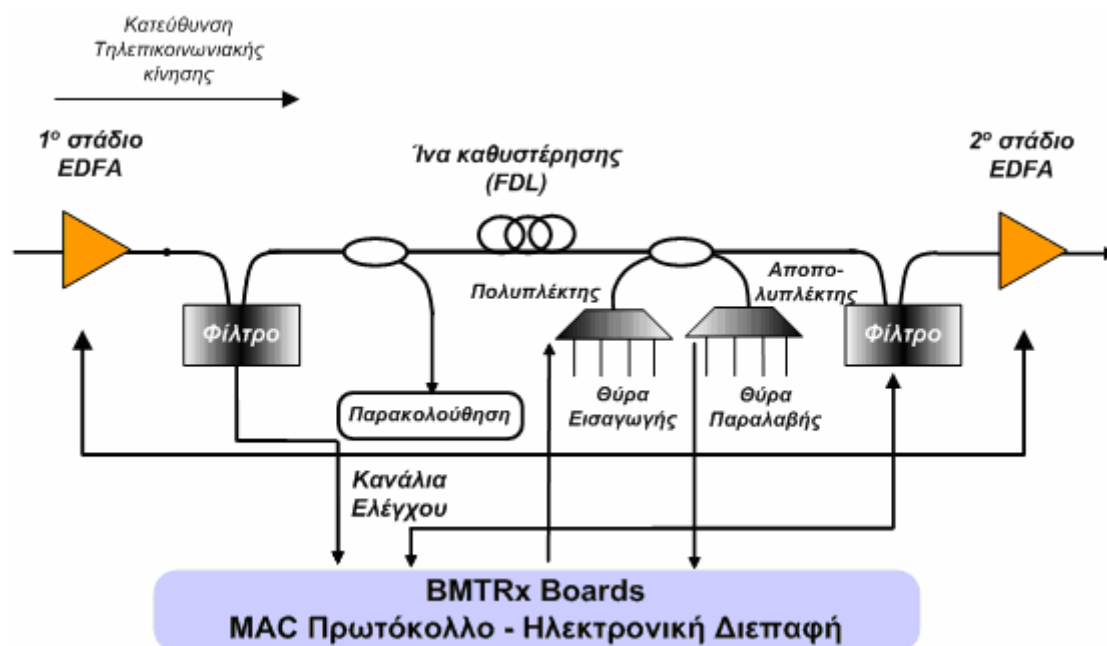 Κατεύθυνση
Τηλεπικοινωνιακής
κίνησης
1ο στάδιο
EDFA
Ίνα καθυστέρησης
(FDL)
2ο στάδιο
EDFA
Πολυπλέκτης
Αποπο-
λυπλέκτης
Φίλτρο
Φίλτρο
Παρακολούθηση
Θύρα
Εισαγωγής
Θύρα
Παραλαβής
Κανάλια
Ελέγχου
BMTRx Boards
MAC Πρωτόκολλο - Ηλεκτρονική Διεπαφή